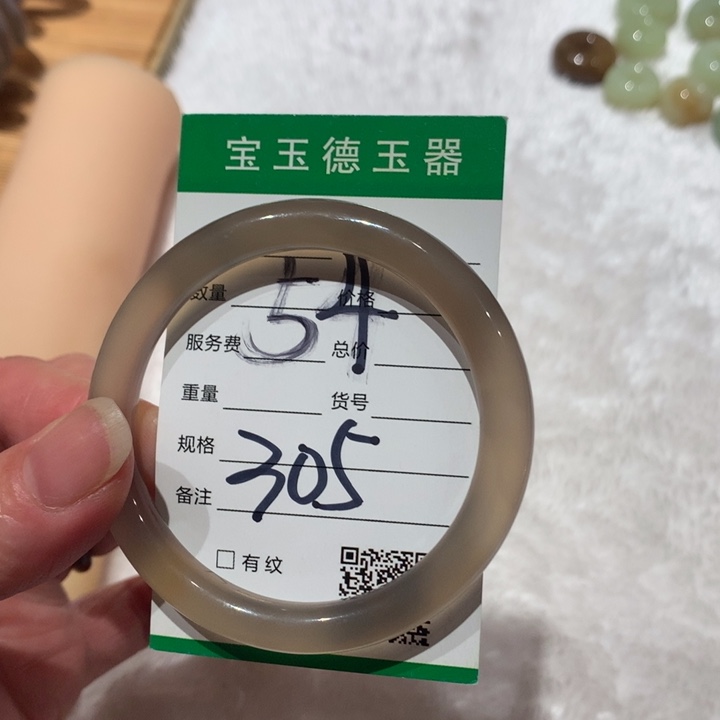 宝玉德玉器
54
数量 价格
服务费 总价
重量 货号
规格
305
备注
□有纹